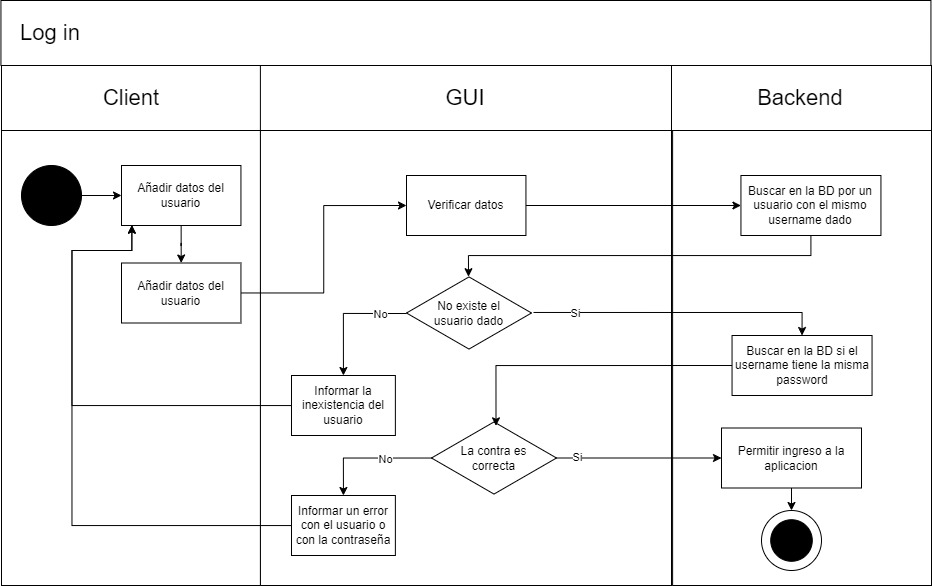 Log in
Client
GUI
Backend
Añadir datos del
usuario
Añadir datos del
usuario
Verificar datos
Buscar en la BD por un
usuario con el mismo
username dado
No existe el
usuario dado
No
Si
Buscar en la BD si el
username tiene la misma
password
Informar la
inexistencia del
usuario
La contra es
correcta
No
Si
Permitir ingreso a la
aplicacion
Informar un error
con el usuario o
con la contraseña